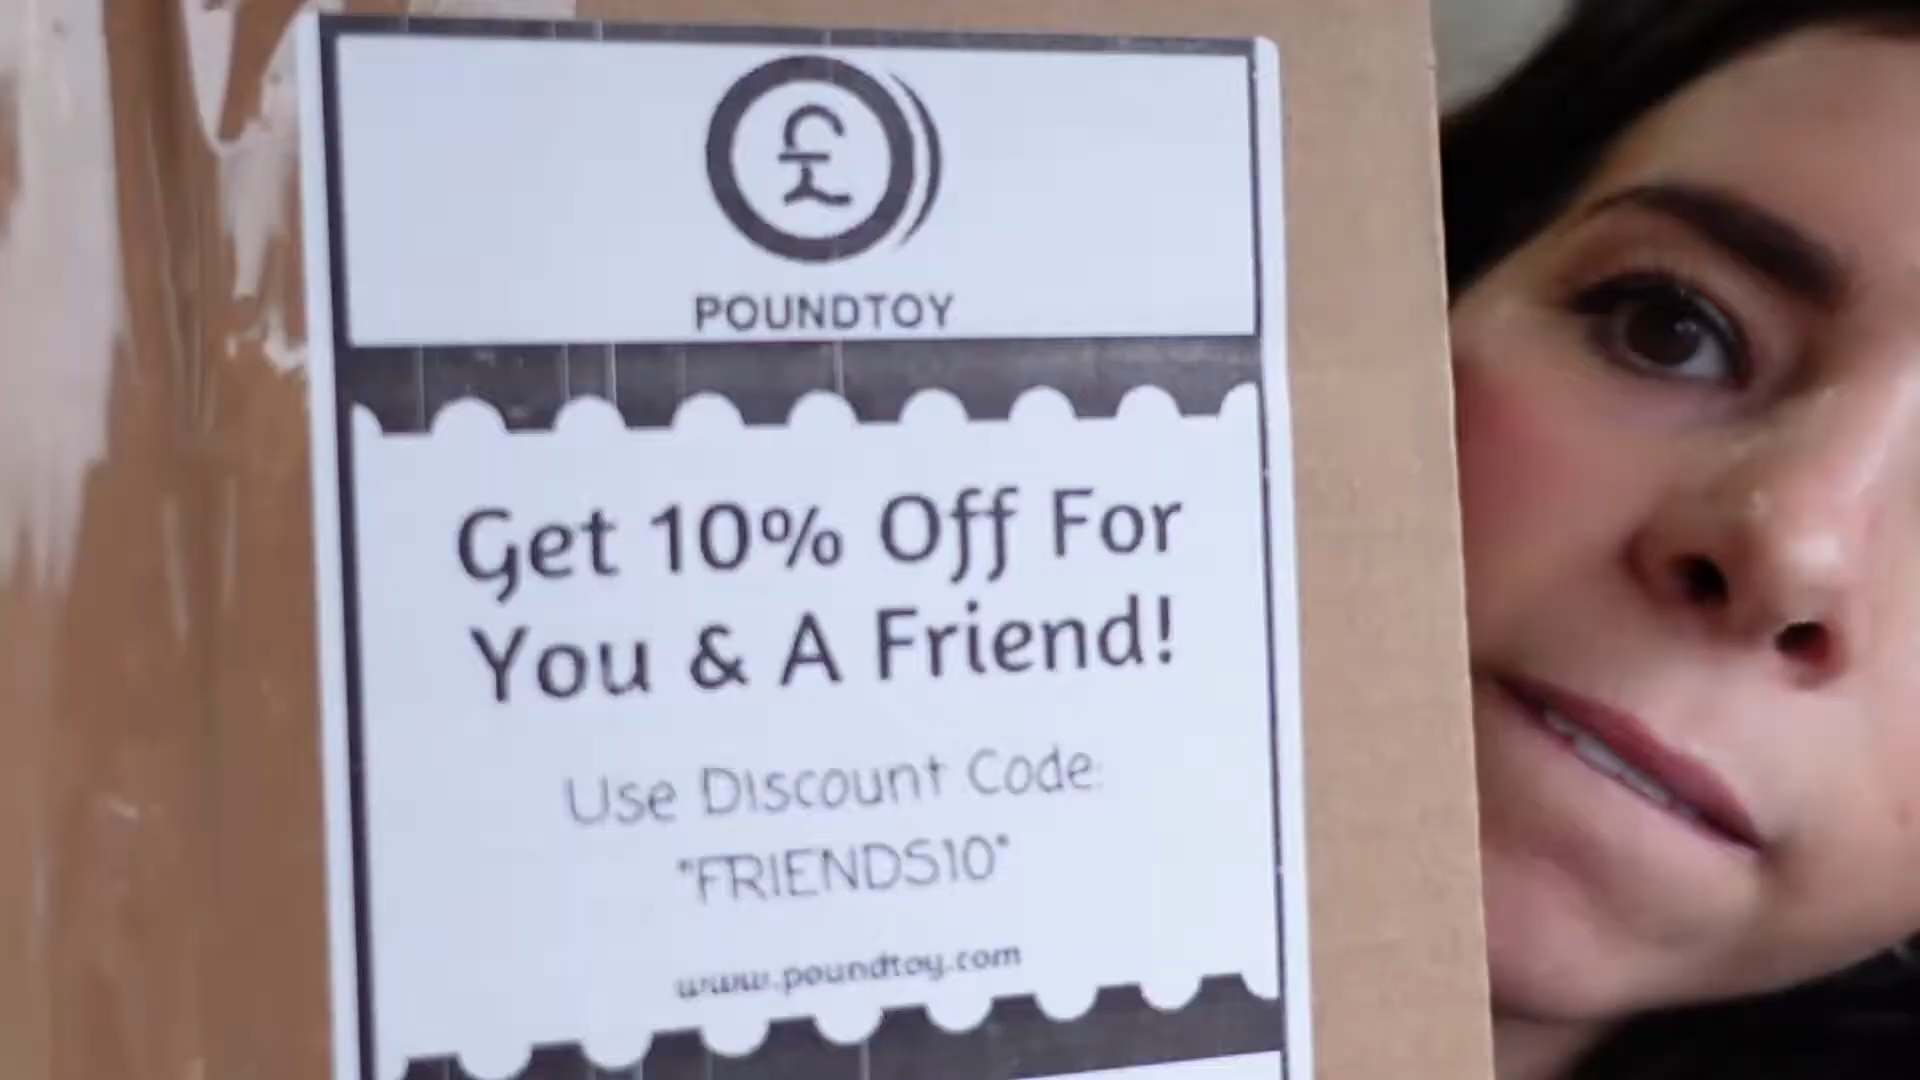 £
POUNDTOY
Get 10% Off For
You & A Friend!
Use Discount Code:
"FRIENDS10"
www.poundtoy.com